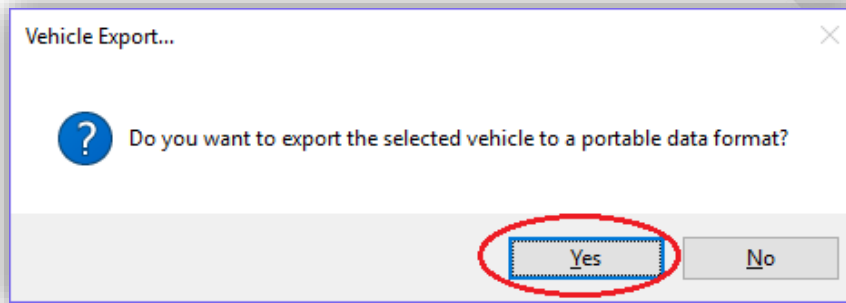 Vehicle Export...
? Do you want to export the selected vehicle to a portable data format?
Yes No